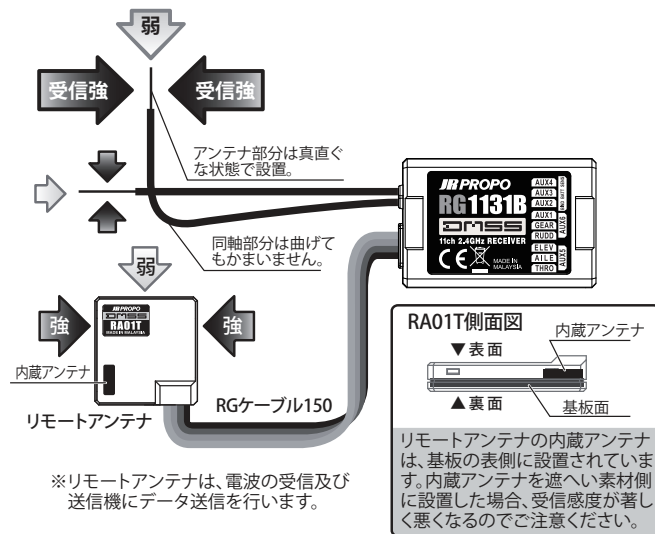 弱
受信強
受信強
アンテナ部分は真直ぐ
な状態で設置。
同軸部分は曲げて
もかまいません。
JR PROPO
RG1131B
DMSS
11ch 2.4GHz RECEIVER
CE
MADE IN
MALAYSIA
AUX4
AUX3
AUX2
AUX1
GEAR
RUDD
ELEV
AILE
THRO
BATT
SENS
AUX6
AUX5
弱
強
強
JR PROPO
DMSS
RA01T
MADE IN MALAYSIA
内蔵アンテナ
リモートアンテナ
RGケーブル150
※リモートアンテナは、電波の受信及び
送信機にデータ送信を行います。
RA01T側面図
内蔵アンテナ
▼表面
▲裏面
基板面
リモートアンテナの内蔵アンテナ
は、基板の表側に設置されていま
す。内蔵アンテナを遮へい素材側
に設置した場合、受信感度が著し
く悪くなるのでご注意ください。